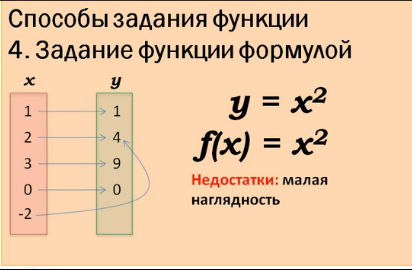 Способы задания функции
4. Задание функции формулой
x y
1 1
2 4
3 9
0 0
-2
y = x²
f(x) = x²
Недостатки: малая
наглядность